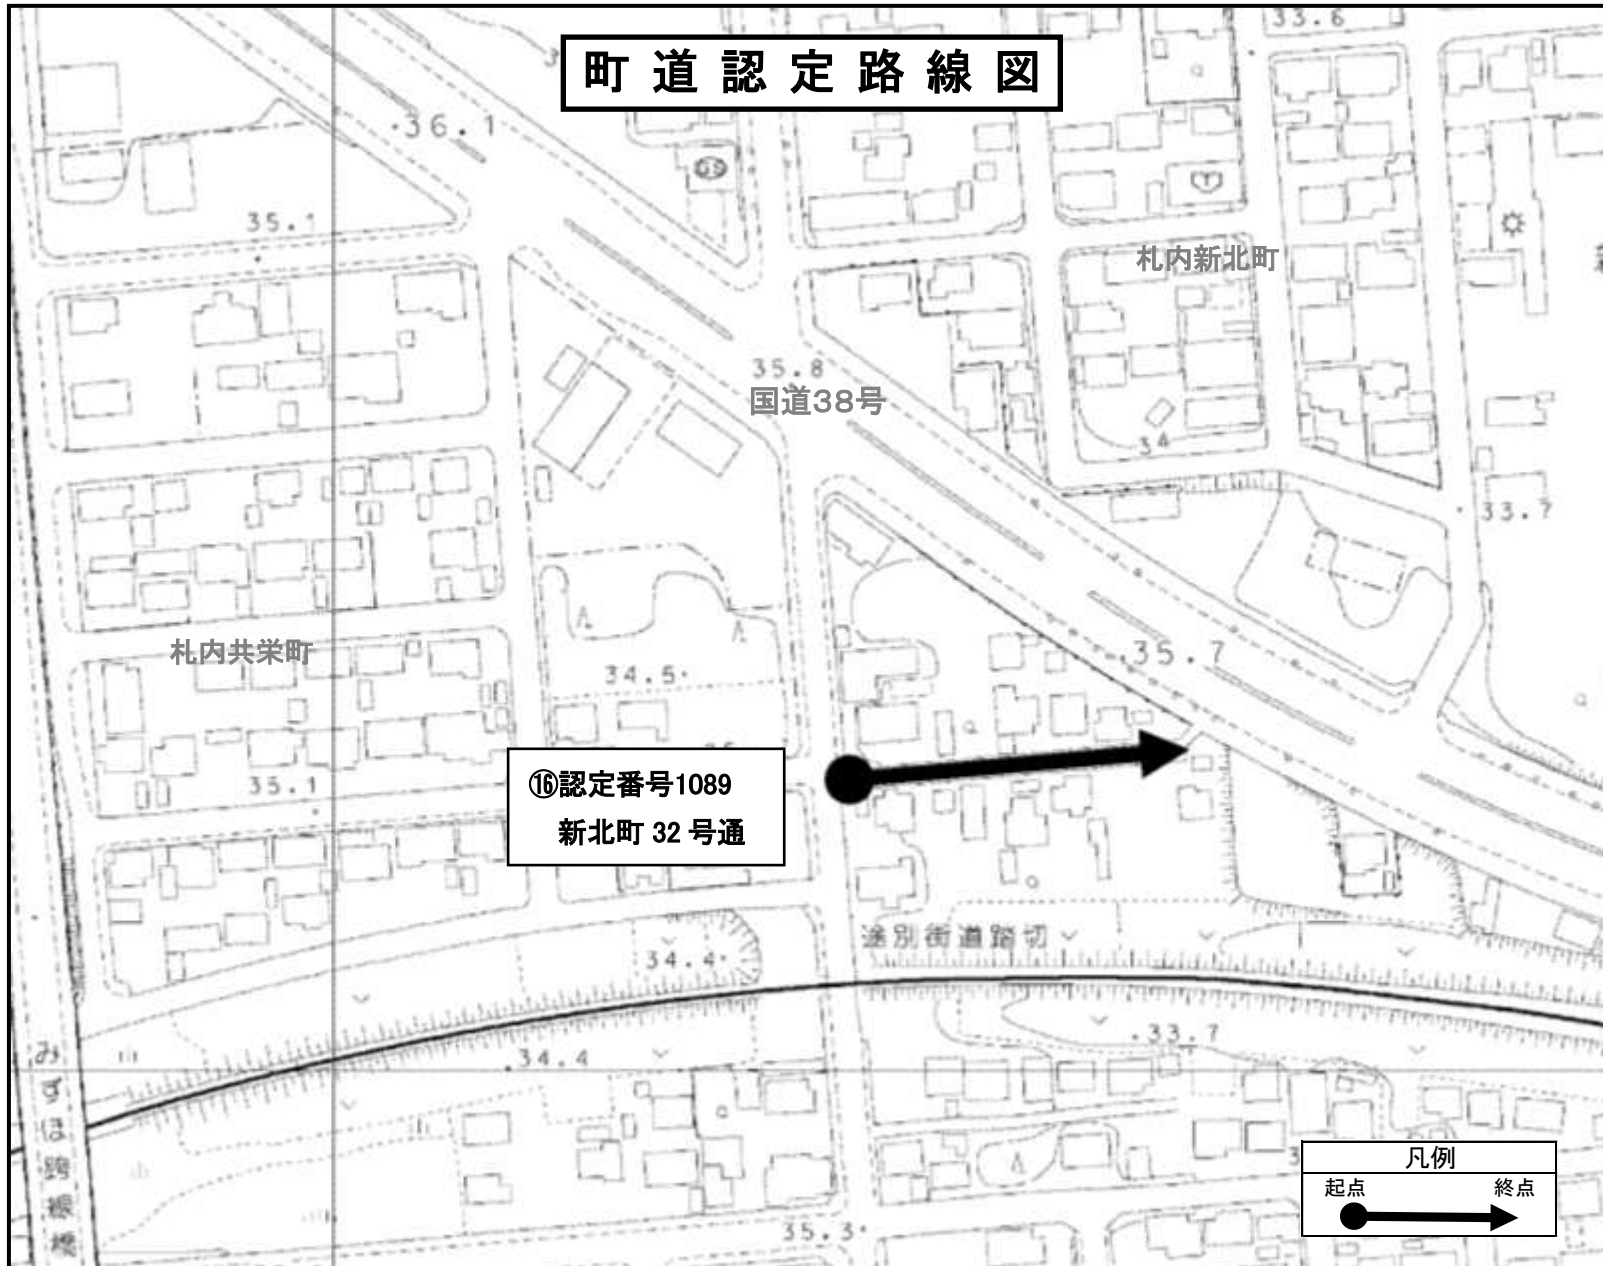 町道認定路線図
33.6
36.1
35.1
札内新北町
35.8
国道38号
34
33.7
札内共栄町
35.7
34.5
35.1
⑯認定番号1089
新北町 32 号通
途別街道踏切
34.4
34.4
33.7
みずほ跨線橋
35.3
凡例
起点 終点